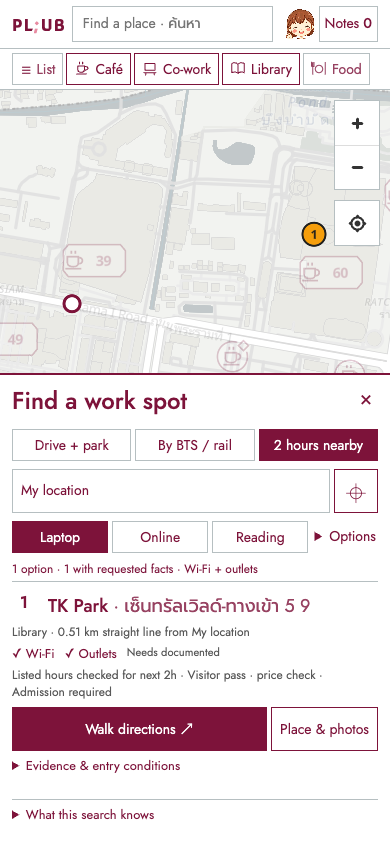 PL;UB
Find a place · ค้นหา
Notes 0
≡ List
Café
Co-work
Library
Food
39
1
60
49
Find a work spot
×
Drive + park
By BTS / rail
2 hours nearby
My location
Laptop
Online
Reading
▶ Options
1 option · 1 with requested facts · Wi-Fi + outlets
1 TK Park · เซ็นทรัลเวิลด์-ทางเข้า 5 9
Library · 0.51 km straight line from My location
✓ Wi-Fi ✓ Outlets Needs documented
Listed hours checked for next 2h · Visitor pass · price check ·
Admission required
Walk directions ↗
Place & photos
▶ Evidence & entry conditions
▶ What this search knows